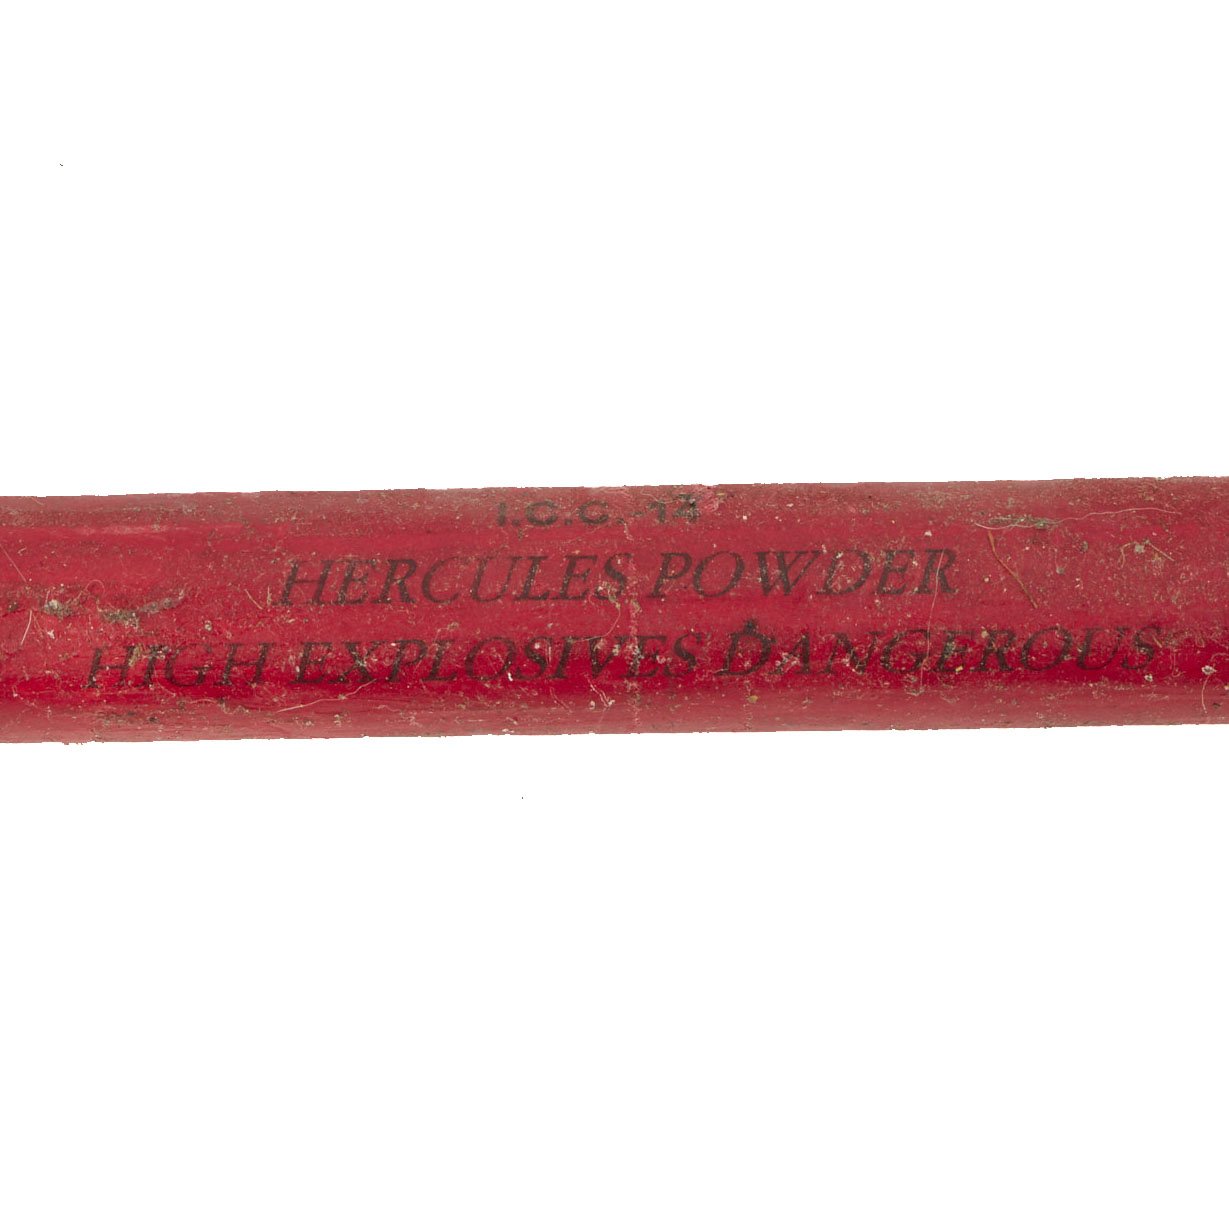 I.C.C.-14
HERCULES POWDER
HIGH EXPLOSIVES DANGEROUS